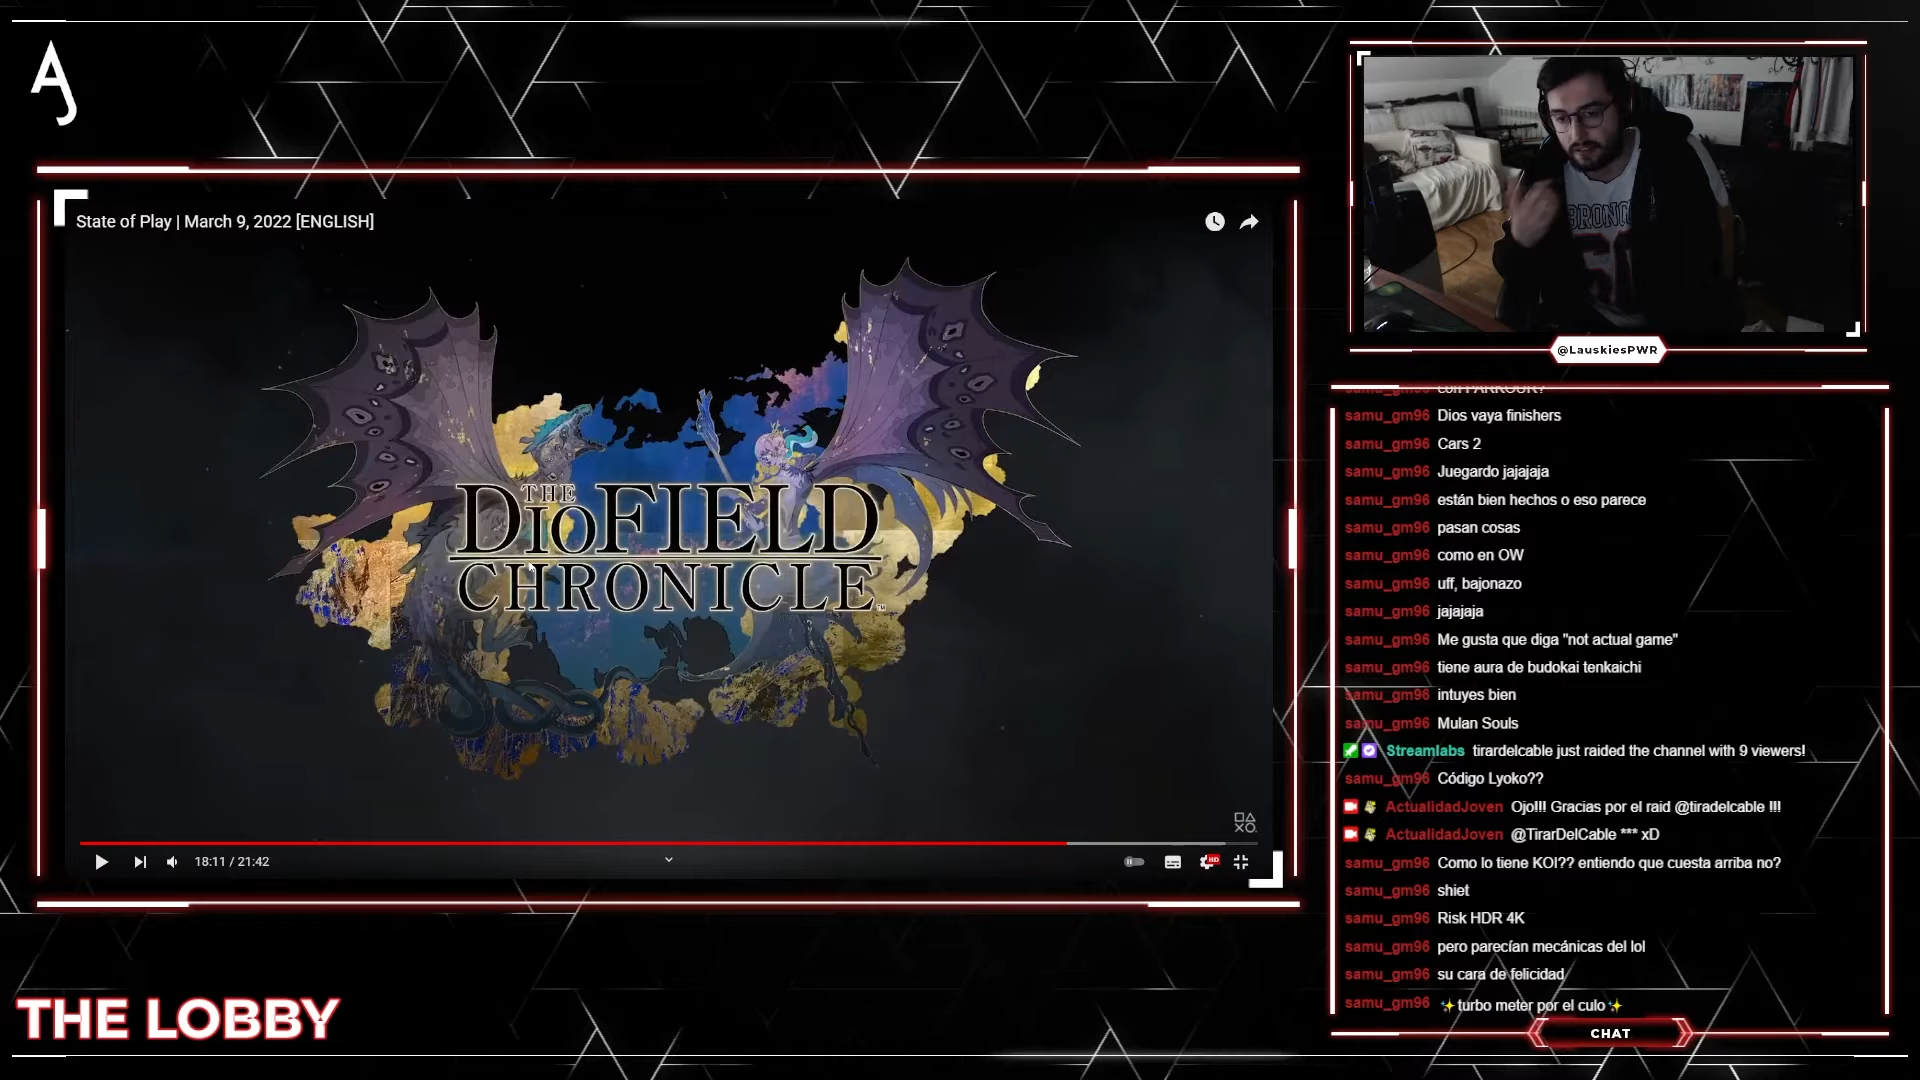 AJ
State of Play | March 9, 2022 [ENGLISH]
THE
DIOFIELD
CHRONICLE™
18:11 / 21:42
HD
BRONC
@LauskiesPWR
samu_gm96 Dios vaya finishers
samu_gm96 Cars 2
samu_gm96 Juegardo jajajaja
samu_gm96 están bien hechos o eso parece
samu_gm96 pasan cosas
samu_gm96 como en OW
samu_gm96 uff, bajonazo
samu_gm96 jajajaja
samu_gm96 Me gusta que diga "not actual game"
samu_gm96 tiene aura de budokai tenkaichi
samu_gm96 intuyes bien
samu_gm96 Mulan Souls
Streamlabs tirardelcable just raided the channel with 9 viewers!
samu_gm96 Código Lyoko??
ActualidadJoven Ojo!!! Gracias por el raid @tiradelcable !!!
ActualidadJoven @TirarDelCable *** xD
samu_gm96 Como lo tiene KOI?? entiendo que cuesta arriba no?
samu_gm96 shiet
samu_gm96 Risk HDR 4K
samu_gm96 pero parecían mecánicas del lol
samu_gm96 su cara de felicidad
samu_gm96 ✨turbo meter por el culo✨
CHAT
THE LOBBY